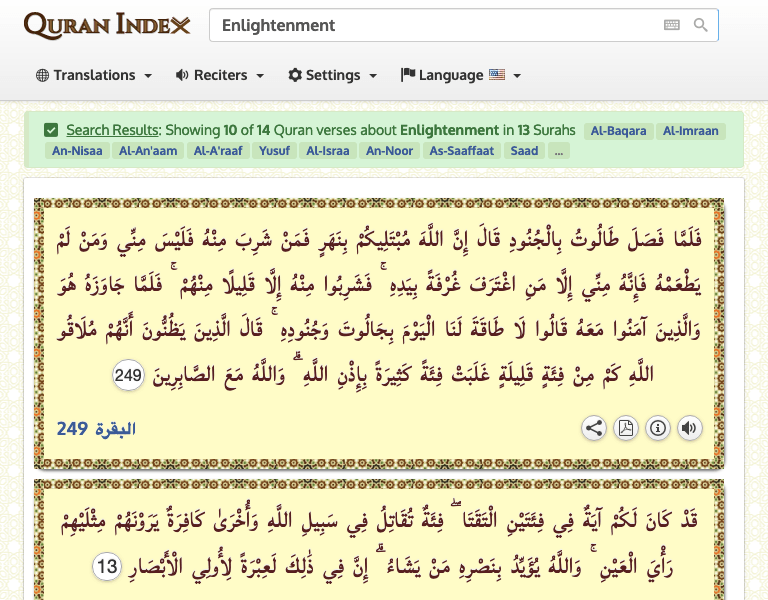 QURAN INDEX
Enlightenment
Translations
Reciters
Settings
Language
Search Results: Showing 10 of 14 Quran verses about Enlightenment in 13 Surahs Al-Baqara Al-Imraan
An-Nisaa Al-An'aam Al-A'raaf Yusuf Al-Israa An-Noor As-Saaffaat Saad ...
فَلَمَّا فَصَلَ طَالُوتُ بِالْجُنُودِ قَالَ إِنَّ اللَّهَ مُبْتَلِيكُمْ بِنَهَرٍ فَمَنْ شَرِبَ مِنْهُ فَلَيْسَ مِنِّي وَمَنْ لَمْ
يَطْعَمْهُ فَإِنَّهُ مِنِّي إِلَّا مَنِ اغْتَرَفَ غُرْفَةً بِيَدِهِ ۚ فَشَرِبُوا مِنْهُ إِلَّا قَلِيلًا مِنْهُمْ ۚ فَلَمَّا جَاوَزَهُ هُوَ
وَالَّذِينَ آمَنُوا مَعَهُ قَالُوا لَا طَاقَةَ لَنَا الْيَوْمَ بِجَالُوتَ وَجُنُودِهِ ۚ قَالَ الَّذِينَ يَظُنُّونَ أَنَّهُمْ مُلَاقُو
اللَّهِ كَمْ مِنْ فِئَةٍ قَلِيلَةٍ غَلَبَتْ فِئَةً كَثِيرَةً بِإِذْنِ اللَّهِ ۗ وَاللَّهُ مَعَ الصَّابِرِينَ 249
البقرة 249
قَدْ كَانَ لَكُمْ آيَةٌ فِي فِئَتَيْنِ الْتَقَتَا ۖ فِئَةٌ تُقَاتِلُ فِي سَبِيلِ اللَّهِ وَأُخْرَىٰ كَافِرَةٌ يَرَوْنَهُمْ مِثْلَيْهِمْ
رَأْيَ الْعَيْنِ ۚ وَاللَّهُ يُؤَيِّدُ بِنَصْرِهِ مَنْ يَشَاءُ ۗ إِنَّ فِي ذَٰلِكَ لَعِبْرَةً لِأُولِي الْأَبْصَارِ 13